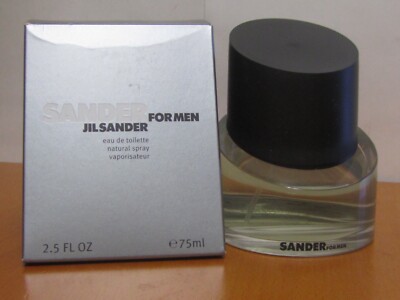 SANDER FOR MEN
JIL SANDER
eau de toilette
natural spray
vaporisateur
2.5 FL OZ ℮75ml
SANDER FOR MEN